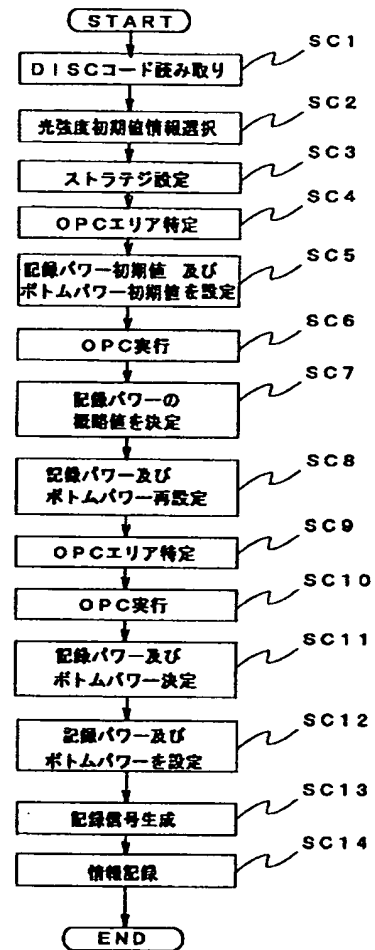 START
SC1
DISCコード読み取り
SC2
光強度初期値情報選択
SC3
ストラテジ設定
SC4
OPCエリア特定
SC5
記録パワー初期値 及び
ボトムパワー初期値を設定
SC6
OPC実行
SC7
記録パワーの
概略値を決定
SC8
記録パワー及び
ボトムパワー再設定
SC9
OPCエリア特定
SC10
OPC実行
SC11
記録パワー及び
ボトムパワー決定
SC12
記録パワー及び
ボトムパワーを設定
SC13
記録信号生成
SC14
情報記録
END